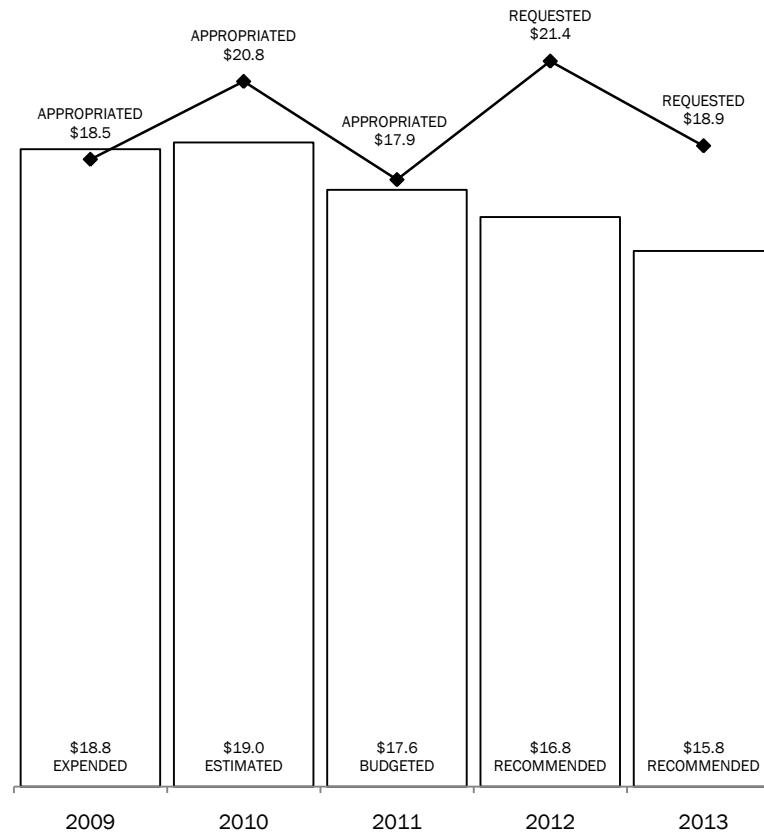 REQUESTED
$21.4
APPROPRIATED
$20.8
REQUESTED
$18.9
APPROPRIATED
$18.5
APPROPRIATED
$17.9
$18.8
EXPENDED
$19.0
ESTIMATED
$17.6
BUDGETED
$16.8
RECOMMENDED
$15.8
RECOMMENDED
2009
2010
2011
2012
2013